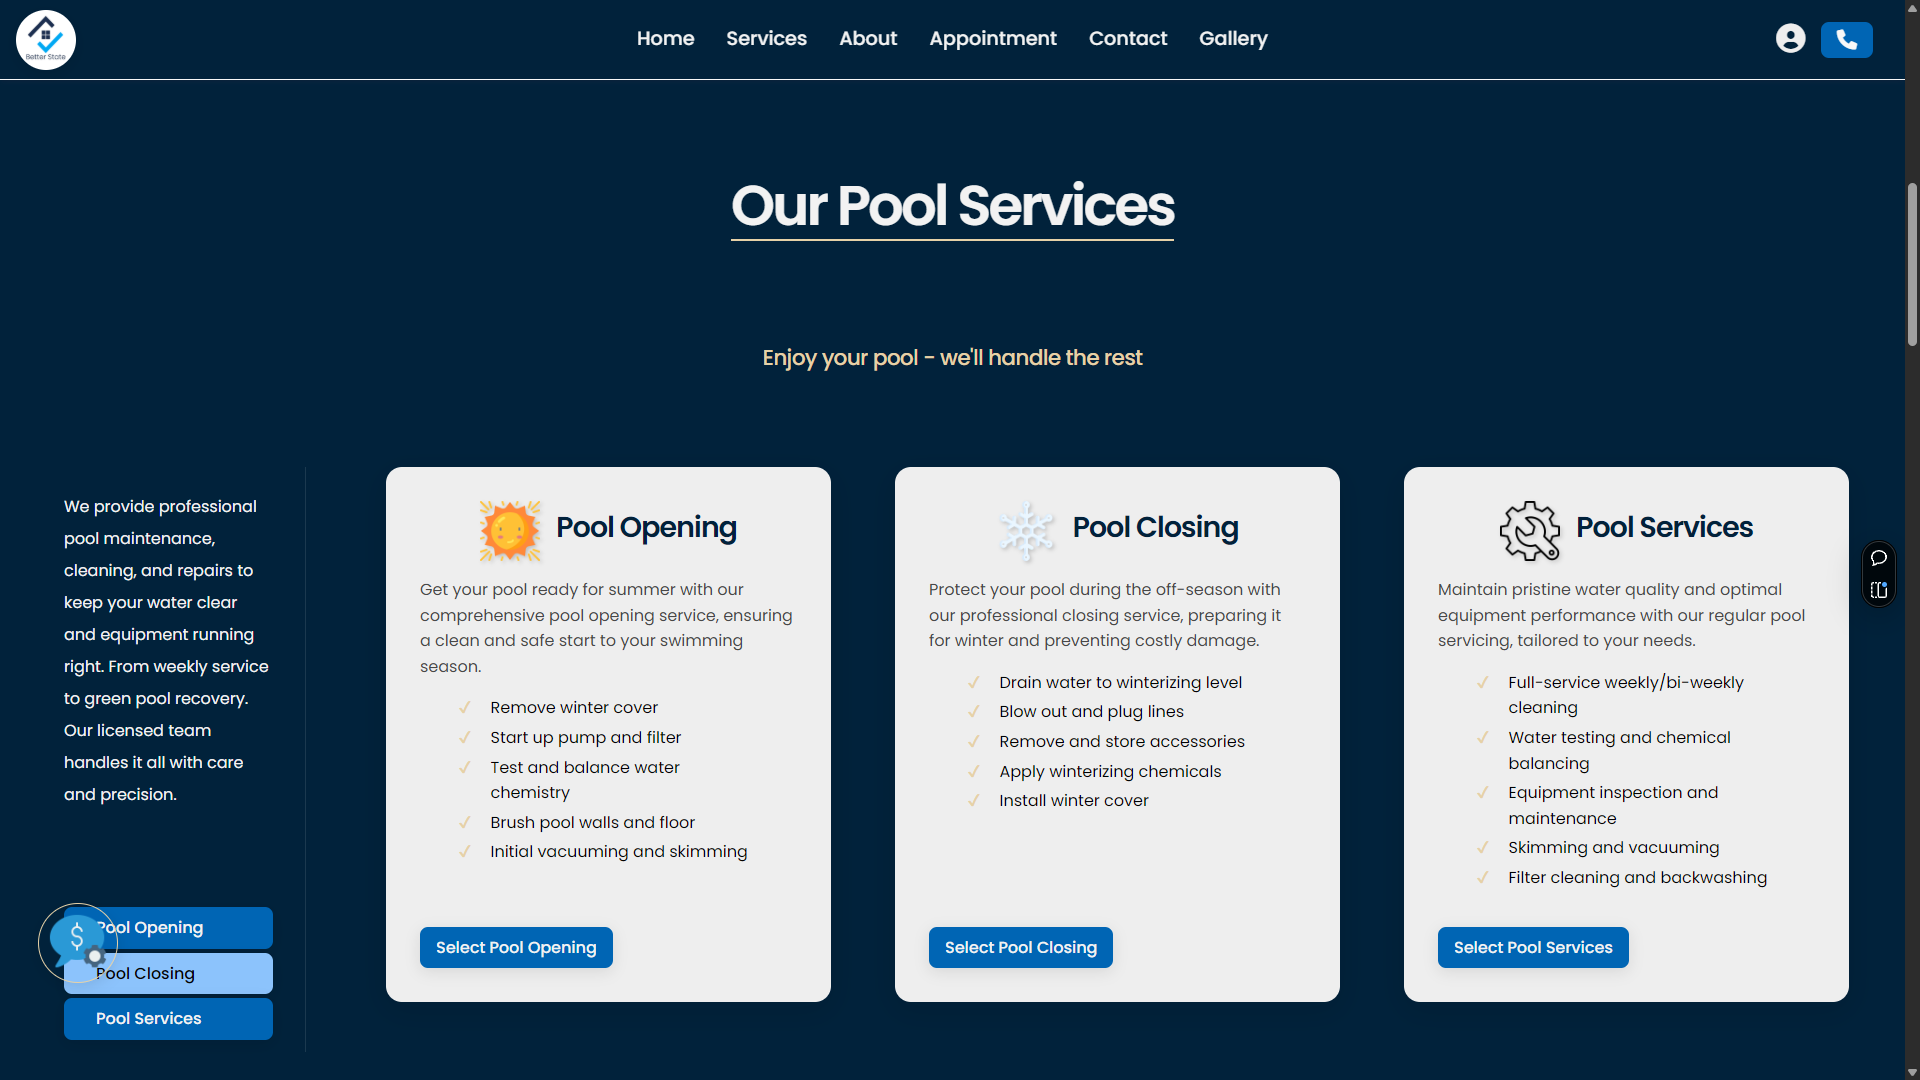 Better State
Home
Services
About
Appointment
Contact
Gallery
Our Pool Services
Enjoy your pool - we'll handle the rest
We provide professional
pool maintenance,
cleaning, and repairs to
keep your water clear
and equipment running
right. From weekly service
to green pool recovery.
Our licensed team
handles it all with care
and precision.
$
Pool Opening
Pool Closing
Pool Services
Pool Opening
Get your pool ready for summer with our
comprehensive pool opening service, ensuring
a clean and safe start to your swimming
season.
Remove winter cover
Start up pump and filter
Test and balance water
chemistry
Brush pool walls and floor
Initial vacuuming and skimming
Select Pool Opening
Pool Closing
Protect your pool during the off-season with
our professional closing service, preparing it
for winter and preventing costly damage.
Drain water to winterizing level
Blow out and plug lines
Remove and store accessories
Apply winterizing chemicals
Install winter cover
Select Pool Closing
Pool Services
Maintain pristine water quality and optimal
equipment performance with our regular pool
servicing, tailored to your needs.
Full-service weekly/bi-weekly
cleaning
Water testing and chemical
balancing
Equipment inspection and
maintenance
Skimming and vacuuming
Filter cleaning and backwashing
Select Pool Services